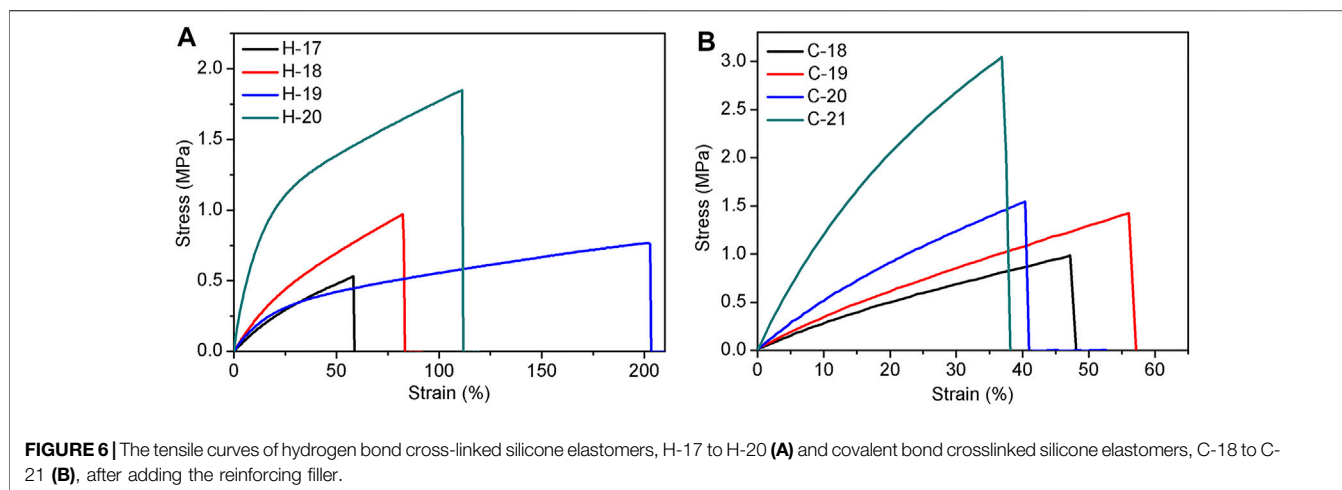 A
H-17
H-18
H-19
H-20
2.0
1.5
1.0
0.5
0.0
Stress (MPa)
0 50 100 150 200
Strain (%)
B
C-18
C-19
C-20
C-21
3.0
2.5
2.0
1.5
1.0
0.5
0.0
Stress (MPa)
0 10 20 30 40 50 60
Strain (%)
FIGURE 6 | The tensile curves of hydrogen bond cross-linked silicone elastomers, H-17 to H-20 (A) and covalent bond crosslinked silicone elastomers, C-18 to C-
21 (B), after adding the reinforcing filler.